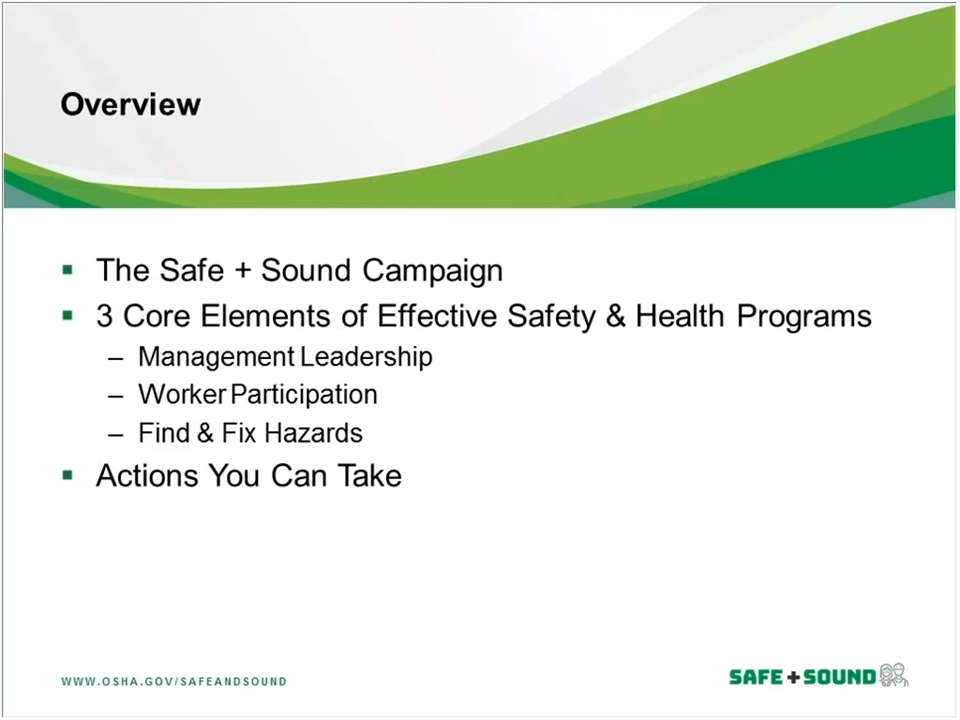 Overview
▪ The Safe + Sound Campaign
▪ 3 Core Elements of Effective Safety & Health Programs
– Management Leadership
– Worker Participation
– Find & Fix Hazards
▪ Actions You Can Take
WWW.OSHA.GOV/SAFEANDSOUND
SAFE + SOUND